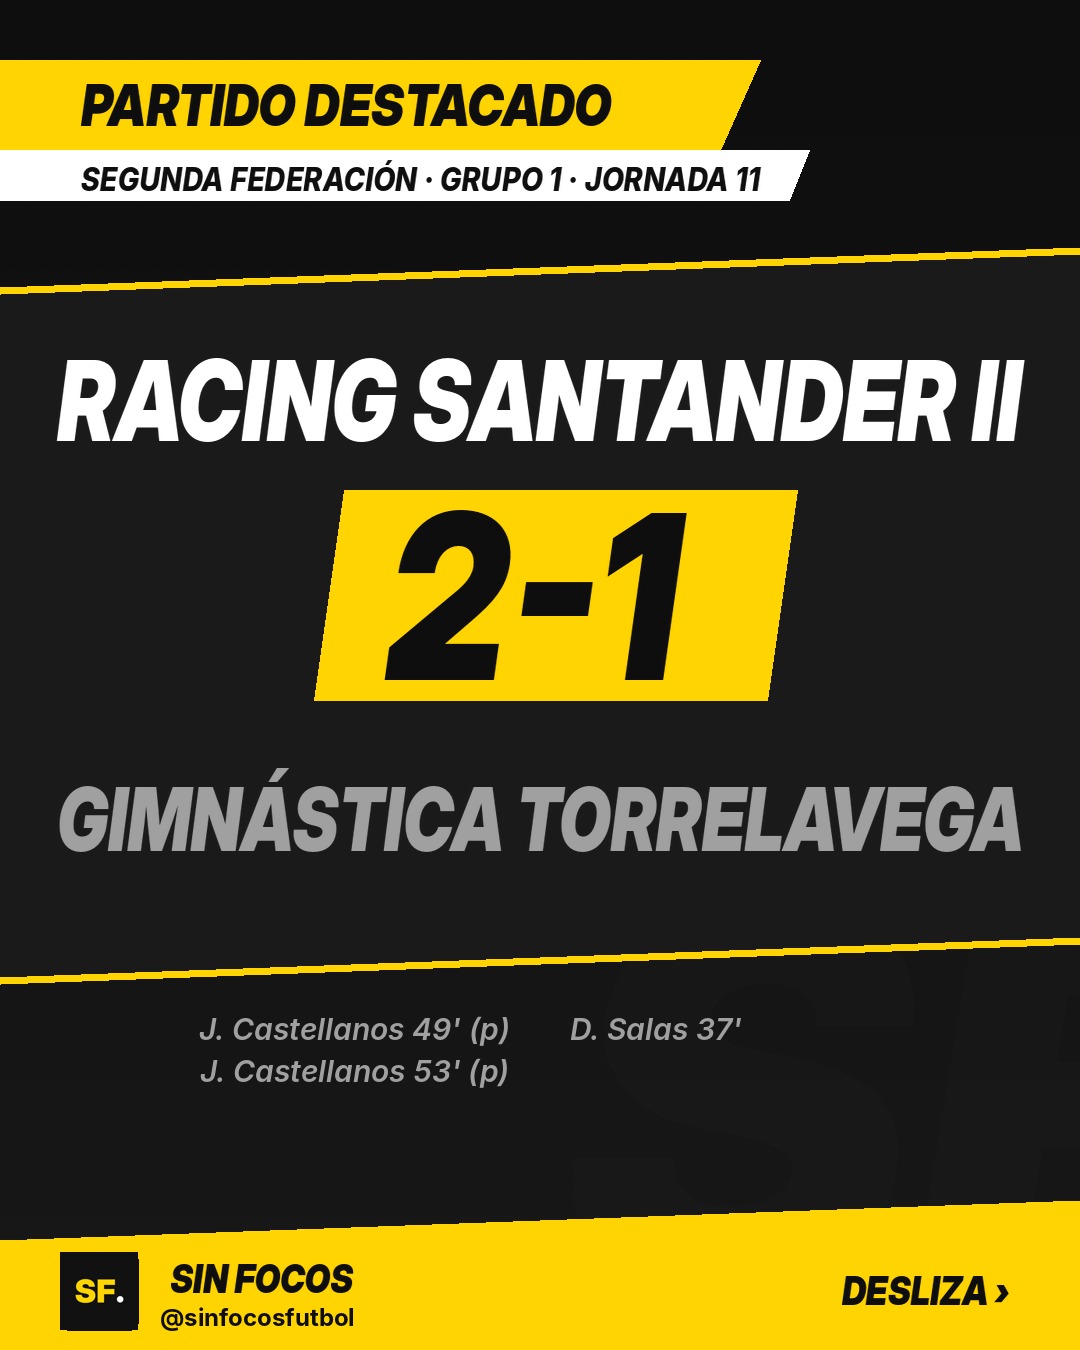 PARTIDO DESTACADO
SEGUNDA FEDERACIÓN · GRUPO 1 · JORNADA 11
RACING SANTANDER II
2-1
GIMNÁSTICA TORRELAVEGA
J. Castellanos 49' (p)
J. Castellanos 53' (p)
D. Salas 37'
SF.
SIN FOCOS
@sinfocosfutbol
DESLIZA ›